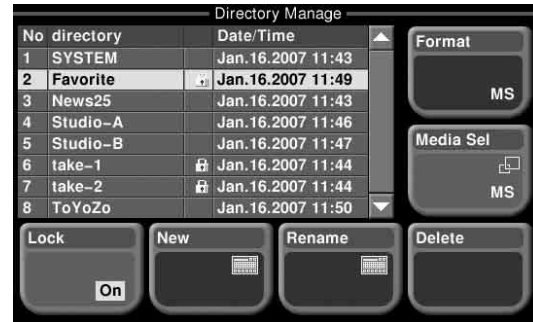 Directory Manage
No directory Date/Time
1 SYSTEM Jan.16.2007 11:43
2 Favorite Jan.16.2007 11:49
3 News25 Jan.16.2007 11:43
4 Studio-A Jan.16.2007 11:46
5 Studio-B Jan.16.2007 11:47
6 take-1 Jan.16.2007 11:44
7 take-2 Jan.16.2007 11:44
8 ToYoZo Jan.16.2007 11:50
Format
MS
Media Sel
MS
Lock
On
New
Rename
Delete